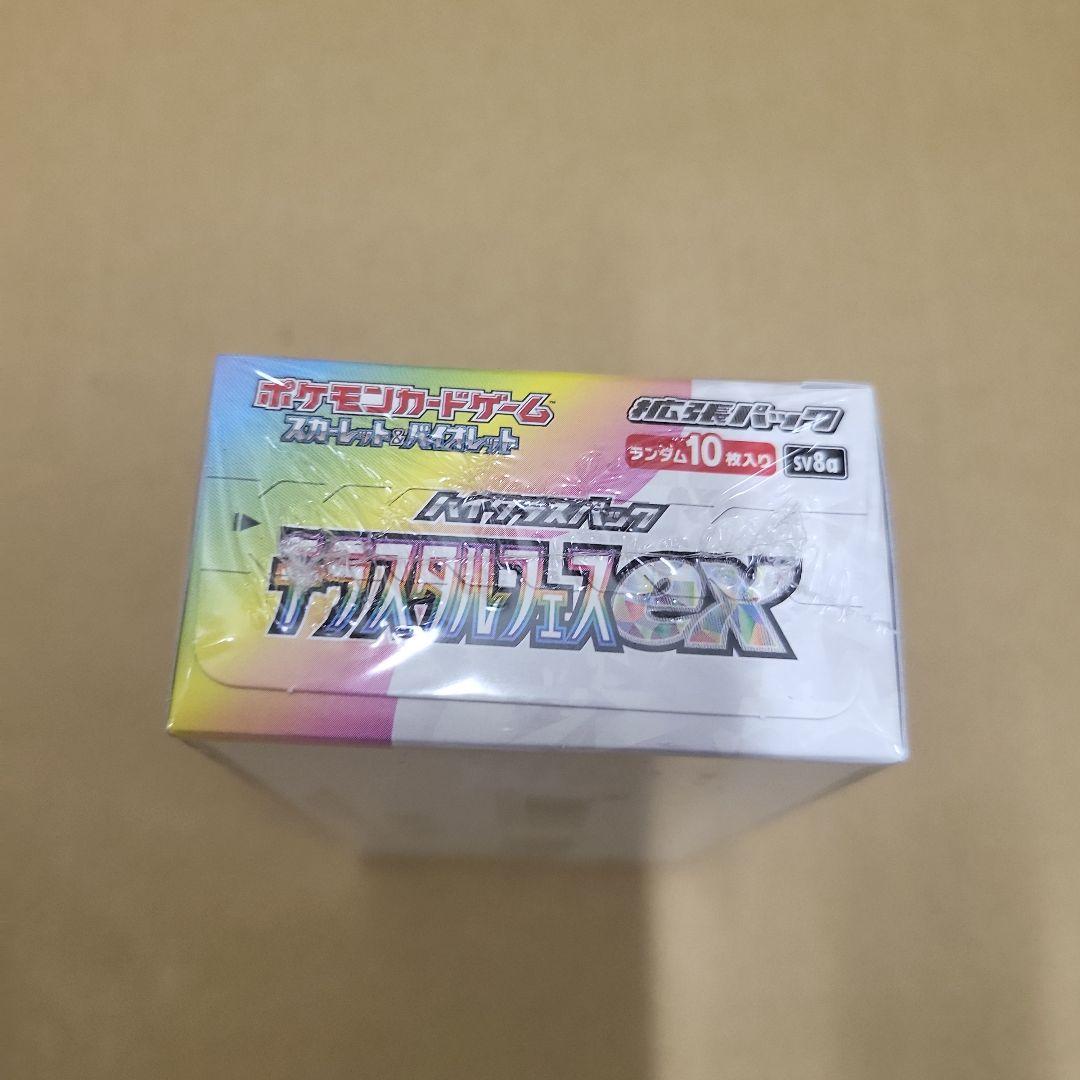 ポケモンカードゲーム™
スカーレット&バイオレット
拡張パック
ランダム10枚入り SV8a
ハイクラスパック
テラスタルフェスex